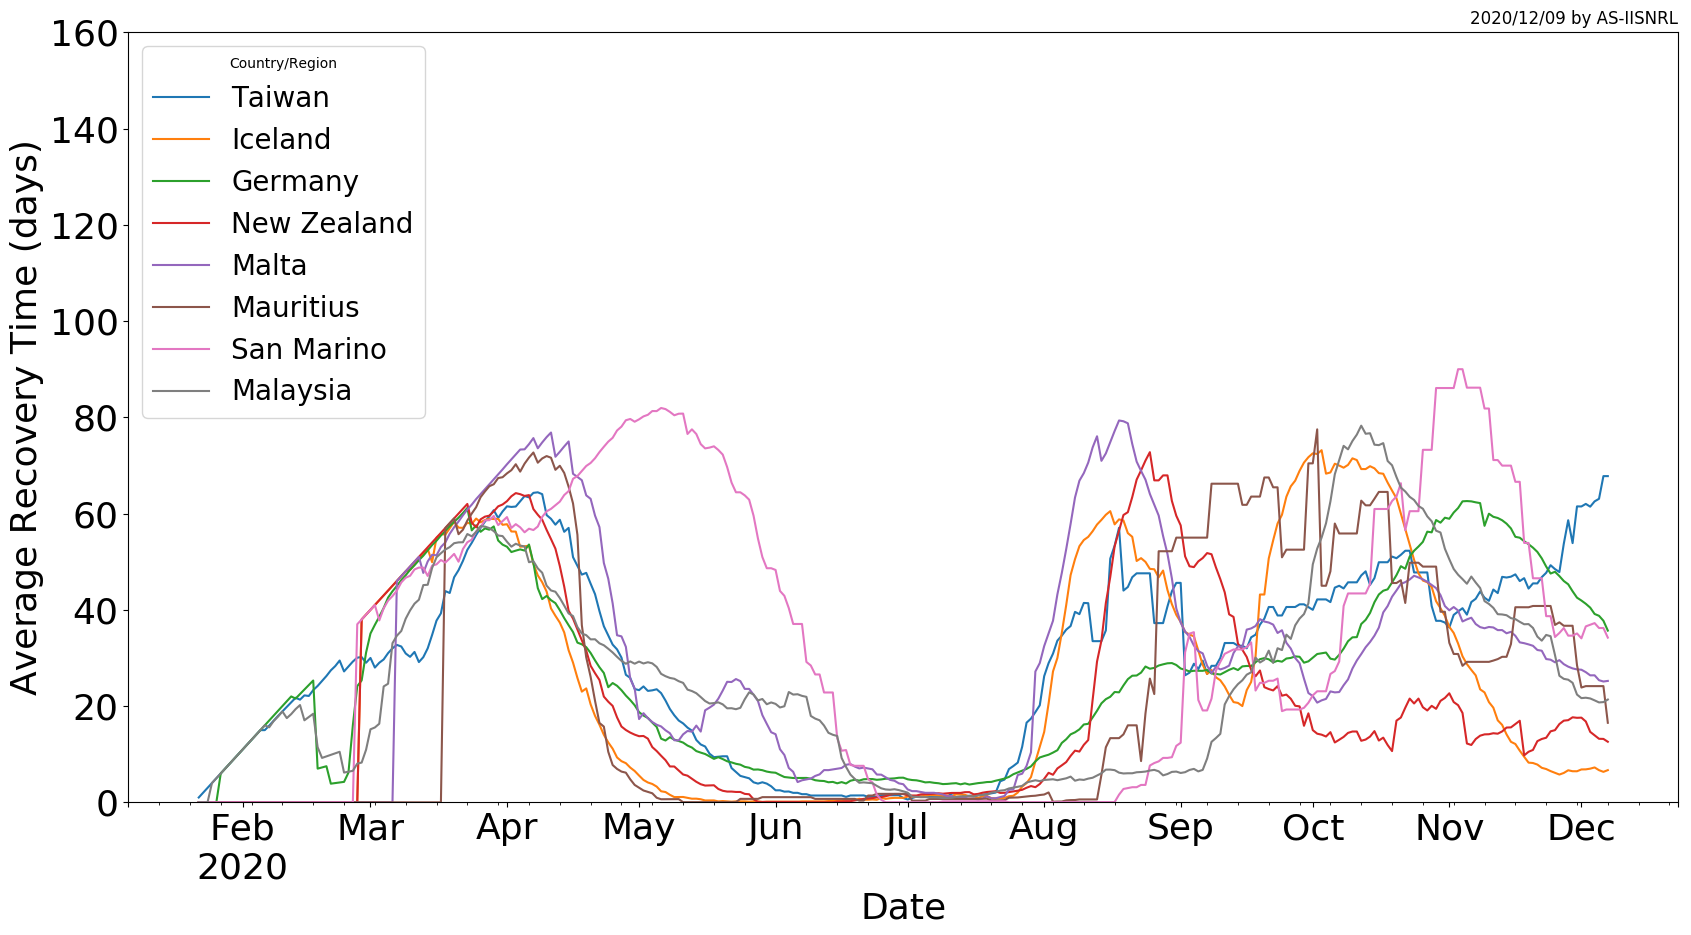 2020/12/09 by AS-IISNRL
Average Recovery Time (days)
160
140
120
100
80
60
40
20
0
Country/Region
Taiwan
Iceland
Germany
New Zealand
Malta
Mauritius
San Marino
Malaysia
Feb Mar Apr May Jun Jul Aug Sep Oct Nov Dec
2020
Date